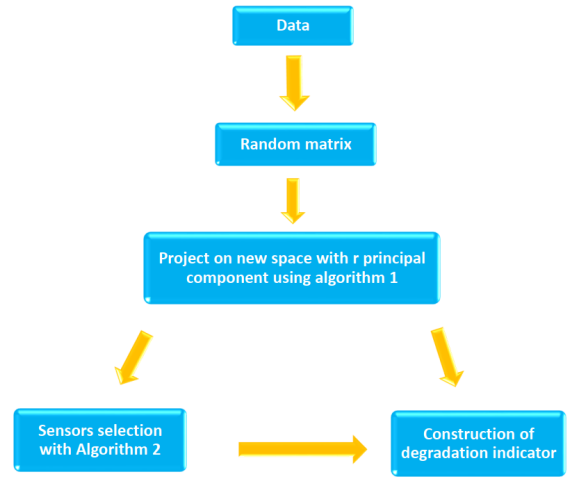 Data
Random matrix
Project on new space with r principal
component using algorithm 1
Sensors selection
with Algorithm 2
Construction of
degradation indicator